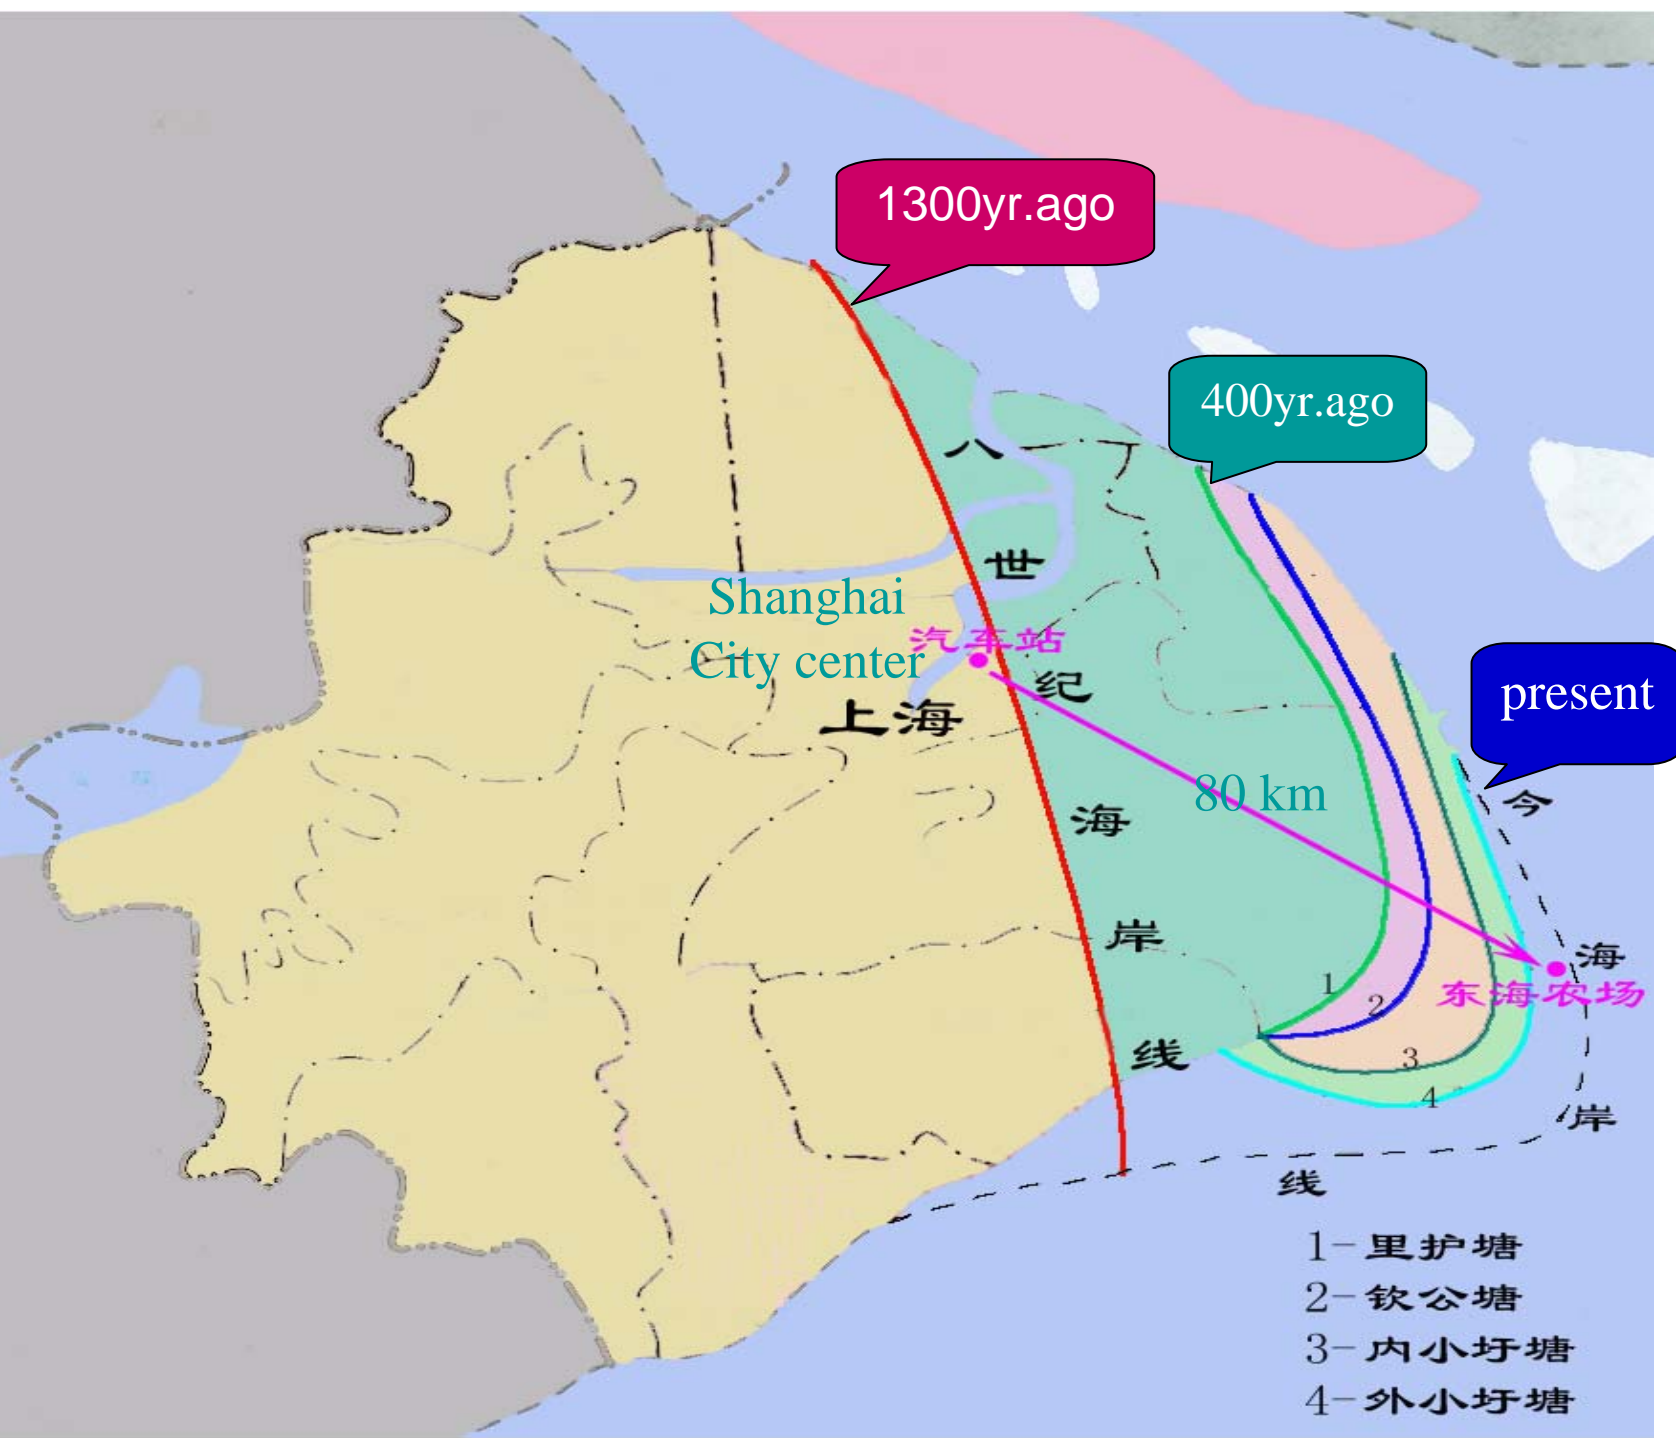 1300yr.ago
400yr.ago
present
Shanghai
City center
上海
汽车站
80 km
东海农场
八世纪海岸线
今海岸线
1
2
3
4
1-里护塘
2-钦公塘
3-内小圩塘
4-外小圩塘